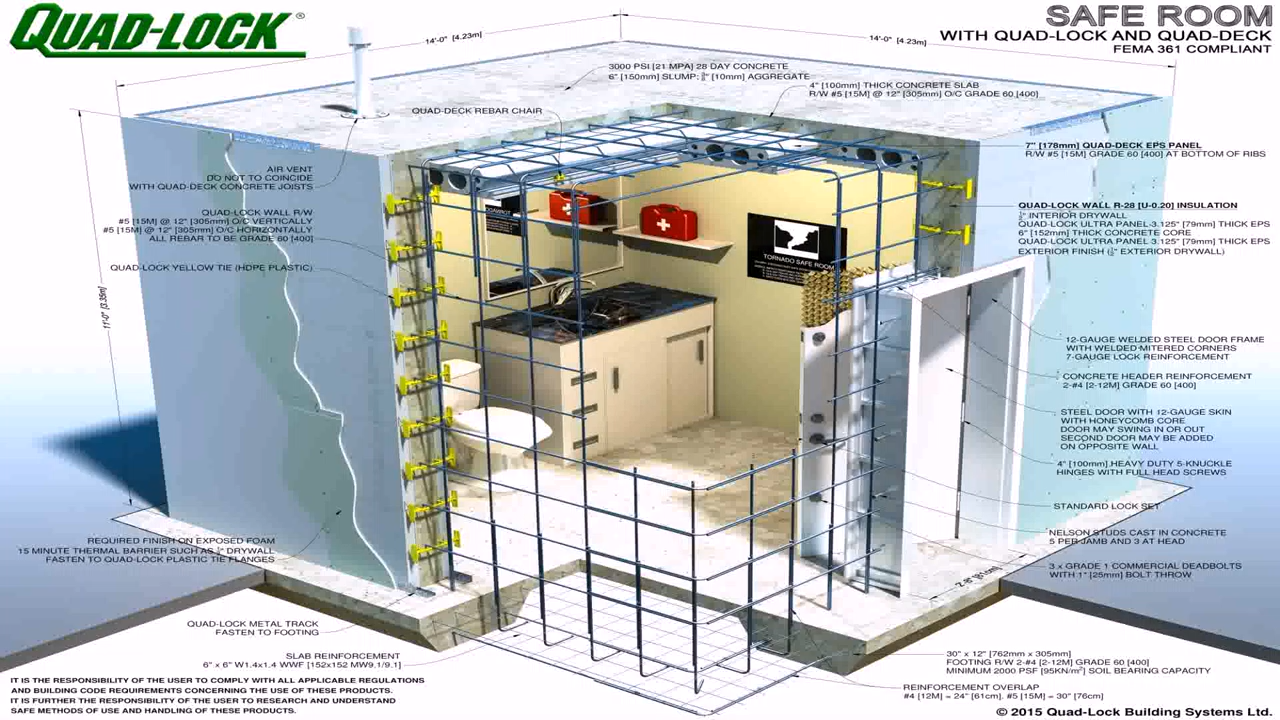 QUAD-LOCK®
SAFE ROOM
WITH QUAD-LOCK AND QUAD-DECK
FEMA 361 COMPLIANT
14'-0" [4.23m]
14'-0" [4.23m]
3000 PSI [21 MPA] 28 DAY CONCRETE
6" [150mm] SLUMP; ⅜" [10mm] AGGREGATE
4" [100mm] THICK CONCRETE SLAB
R/W #5 [15M] @ 12" [305mm] O/C GRADE 60 [400]
QUAD-DECK REBAR CHAIR
7" [178mm] QUAD-DECK EPS PANEL
R/W #5 [15M] GRADE 60 [400] AT BOTTOM OF RIBS
AIR VENT
DO NOT TO COINCIDE
WITH QUAD-DECK CONCRETE JOISTS
QUAD-LOCK WALL R-28 [U-0.20] INSULATION
½" INTERIOR DRYWALL
QUAD-LOCK ULTRA PANEL-3.125" [79mm] THICK EPS
6" [152mm] THICK CONCRETE CORE
QUAD-LOCK ULTRA PANEL-3.125" [79mm] THICK EPS
EXTERIOR FINISH (½" EXTERIOR DRYWALL)
QUAD-LOCK WALL R/W
#5 [15M] @ 12" [305mm] O/C VERTICALLY
#5 [15M] @ 12" [305mm] O/C HORIZONTALLY
ALL REBAR TO BE GRADE 60 [400]
QUAD-LOCK YELLOW TIE (HDPE PLASTIC)
TORNADO SAFE ROOM
11'-0" [3.35m]
12-GAUGE WELDED STEEL DOOR FRAME
WITH WELDED MITERED CORNERS
7-GAUGE LOCK REINFORCEMENT
CONCRETE HEADER REINFORCEMENT
2-#4 [2-12M] GRADE 60 [400]
STEEL DOOR WITH 12-GAUGE SKIN
WITH HONEYCOMB CORE
DOOR MAY SWING IN OR OUT
SECOND DOOR MAY BE ADDED
ON OPPOSITE WALL
4" [100mm] HEAVY DUTY 5-KNUCKLE
HINGES WITH FULL HEAD SCREWS
STANDARD LOCK SET
NELSON STUDS CAST IN CONCRETE
5 PER JAMB AND 3 AT HEAD
3 x GRADE 1 COMMERCIAL DEADBOLTS
WITH 1" [25mm] BOLT THROW
REQUIRED FINISH ON EXPOSED FOAM
15 MINUTE THERMAL BARRIER SUCH AS ½" DRYWALL
FASTEN TO QUAD-LOCK PLASTIC TIE FLANGES
QUAD-LOCK METAL TRACK
FASTEN TO FOOTING
SLAB REINFORCEMENT
6" x 6" W1.4x1.4 WWF [152x152 MW9.1/9.1]
30" x 12" [762mm x 305mm]
FOOTING R/W 2-#4 [2-12M] GRADE 60 [400]
MINIMUM 2000 PSF [95KN/m²] SOIL BEARING CAPACITY
REINFORCEMENT OVERLAP
#4 [12M] = 24" [61cm]. #5 [15M] = 30" [76cm]
IT IS THE RESPONSIBILITY OF THE USER TO COMPLY WITH ALL APPLICABLE REGULATIONS
AND BUILDING CODE REQUIREMENTS CONCERNING THE USE OF THESE PRODUCTS.
IT IS FURTHER THE RESPONSIBILITY OF THE USER TO RESEARCH AND UNDERSTAND
SAFE METHODS OF USE AND HANDLING OF THESE PRODUCTS.
© 2015 Quad-Lock Building Systems Ltd.